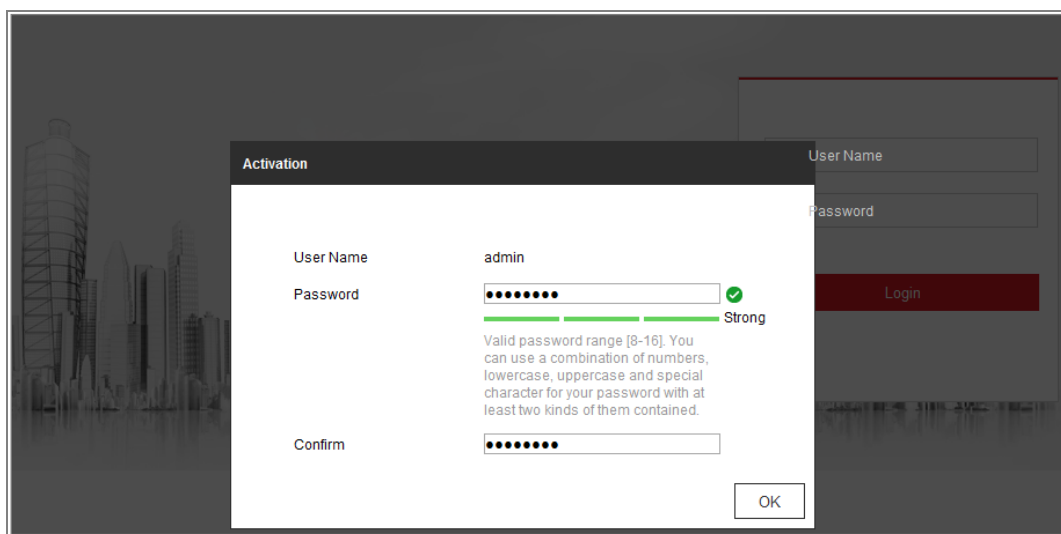 Activation
User Name
Password
Login
User Name admin
Password ●●●●●●●●
Strong
Valid password range [8-16]. You
can use a combination of numbers,
lowercase, uppercase and special
character for your password with at
least two kinds of them contained.
Confirm ●●●●●●●●
OK